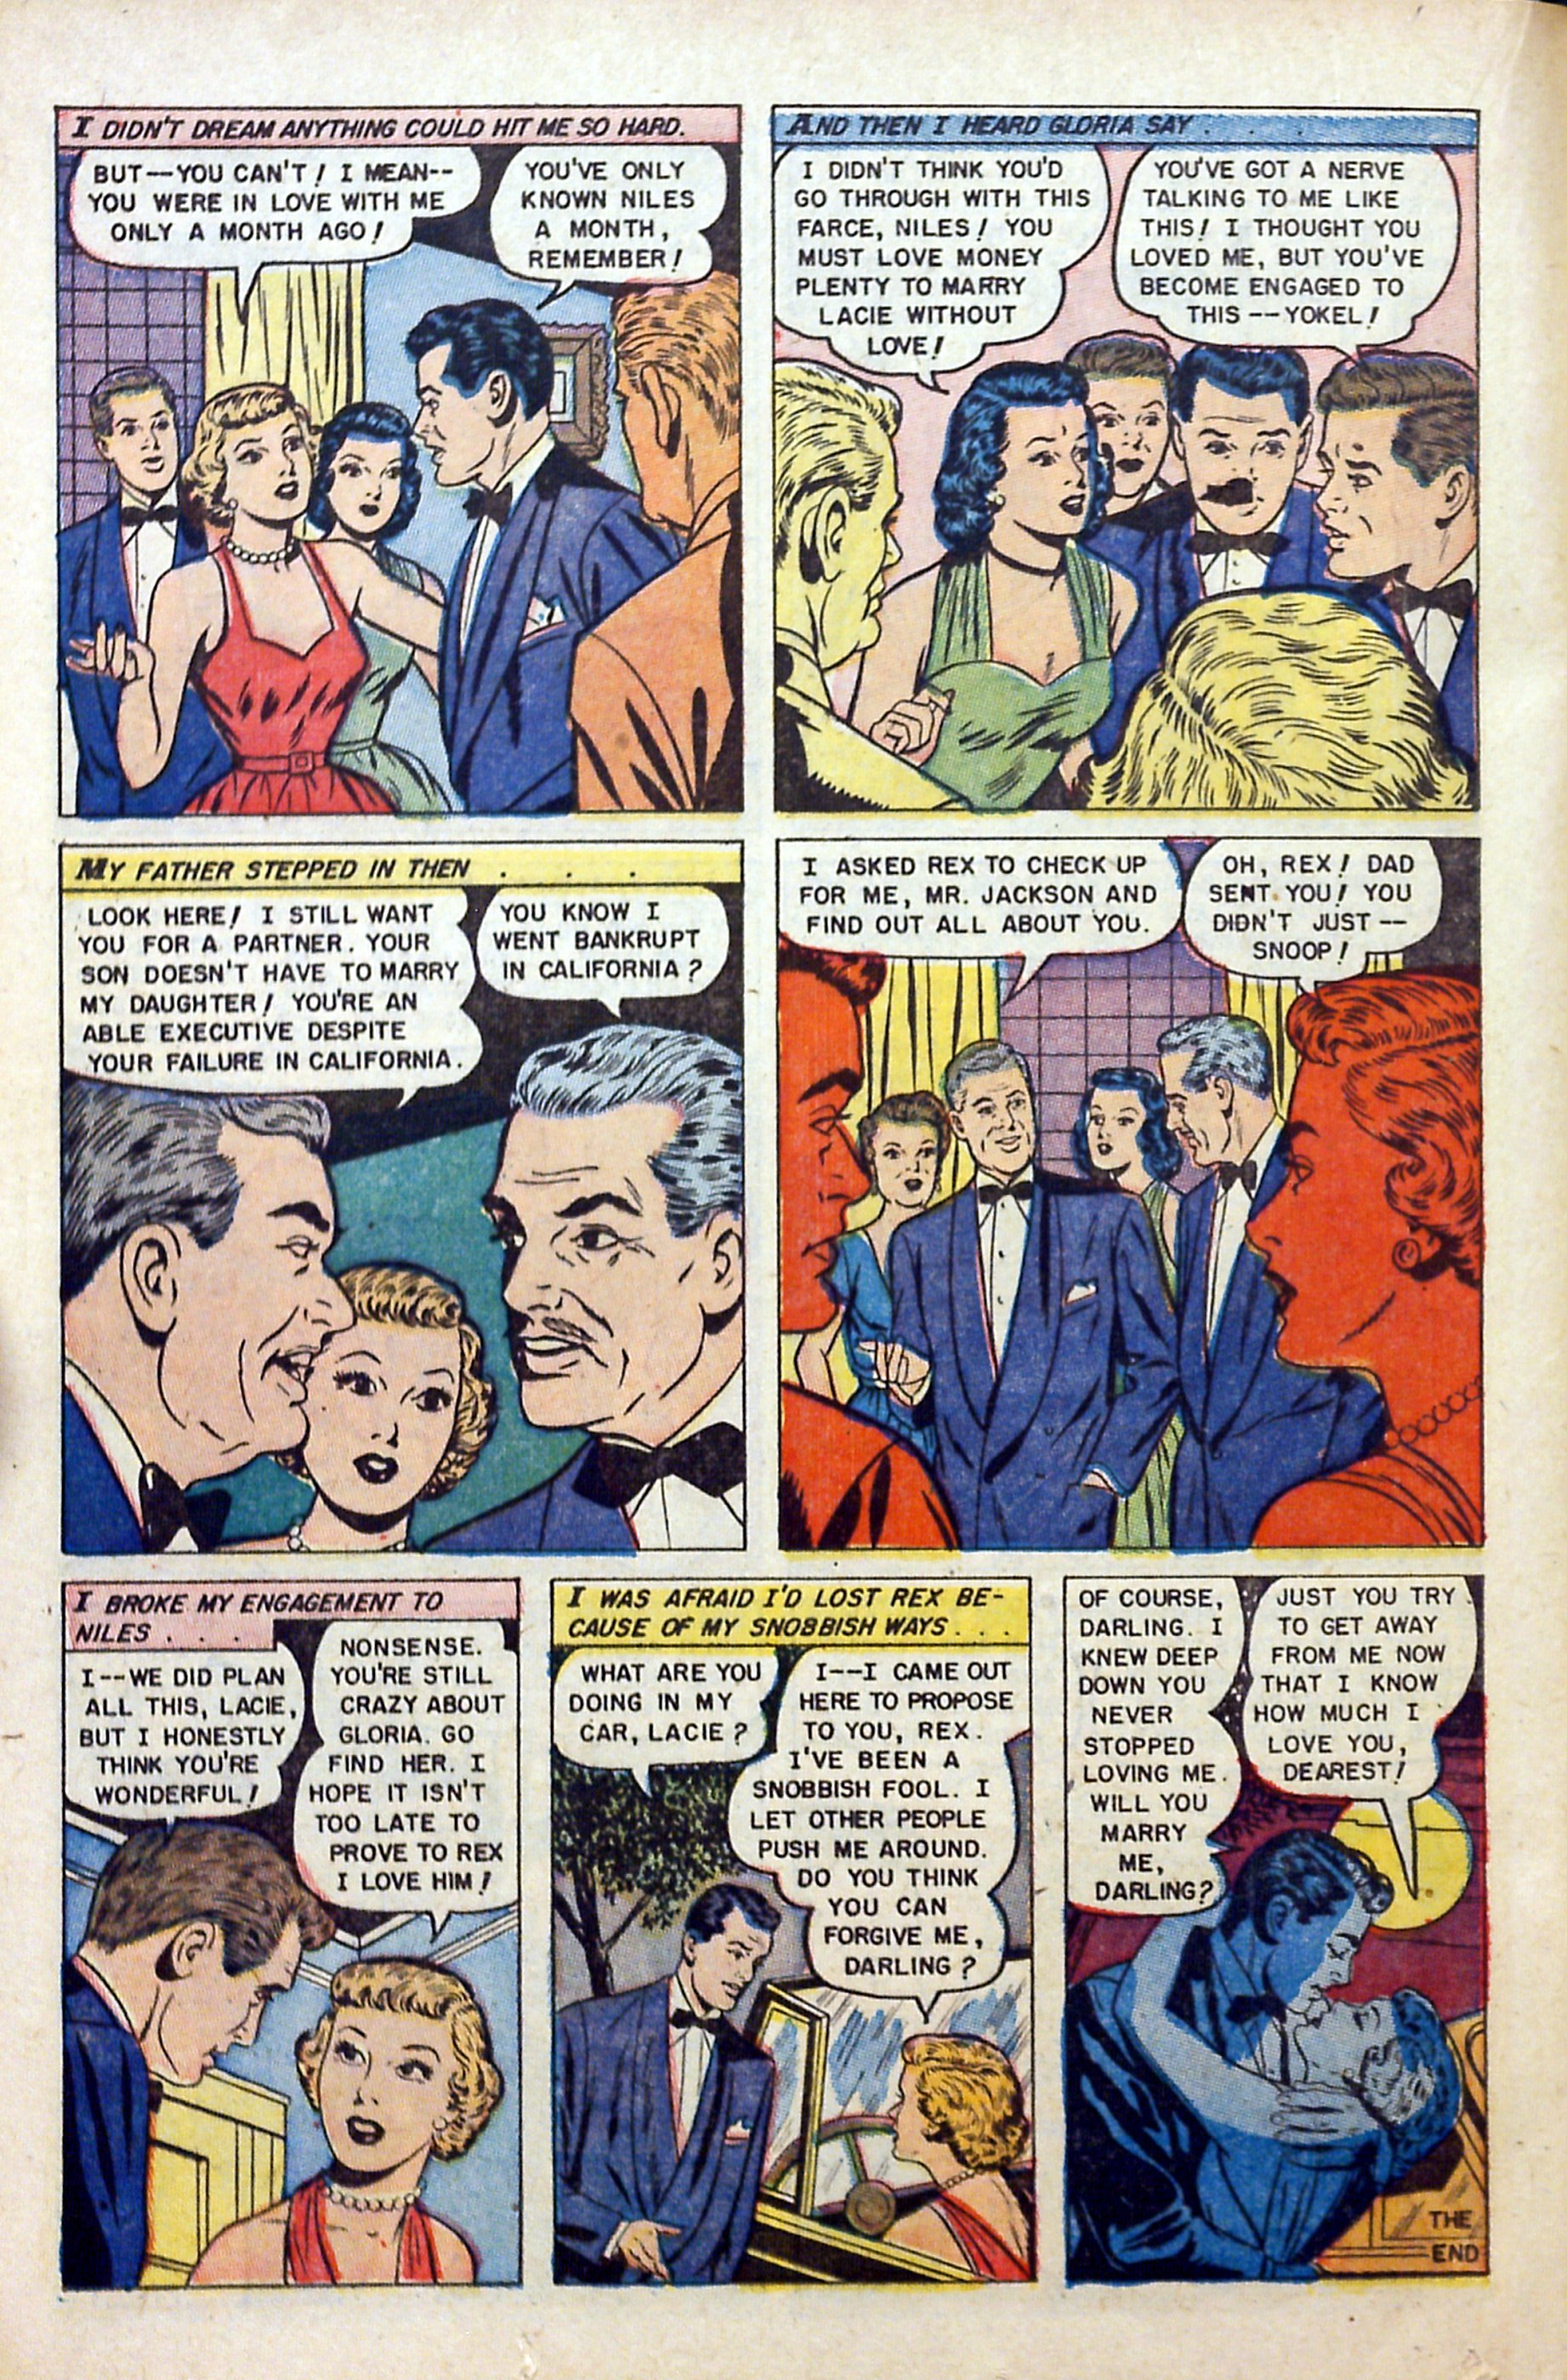 I DIDN'T DREAM ANYTHING COULD HIT ME SO HARD.
BUT--YOU CAN'T! I MEAN--
YOU WERE IN LOVE WITH ME
ONLY A MONTH AGO!
YOU'VE ONLY
KNOWN NILES
A MONTH,
REMEMBER!
AND THEN I HEARD GLORIA SAY . . .
I DIDN'T THINK YOU'D
GO THROUGH WITH THIS
FARCE, NILES! YOU
MUST LOVE MONEY
PLENTY TO MARRY
LACIE WITHOUT
LOVE!
YOU'VE GOT A NERVE
TALKING TO ME LIKE
THIS! I THOUGHT YOU
LOVED ME, BUT YOU'VE
BECOME ENGAGED TO
THIS--YOKEL!
MY FATHER STEPPED IN THEN . . .
LOOK HERE! I STILL WANT
YOU FOR A PARTNER. YOUR
SON DOESN'T HAVE TO MARRY
MY DAUGHTER! YOU'RE AN
ABLE EXECUTIVE DESPITE
YOUR FAILURE IN CALIFORNIA.
YOU KNOW I
WENT BANKRUPT
IN CALIFORNIA?
I ASKED REX TO CHECK UP
FOR ME, MR. JACKSON AND
FIND OUT ALL ABOUT YOU.
OH, REX! DAD
SENT YOU! YOU
DIDN'T JUST--
SNOOP!
I BROKE MY ENGAGEMENT TO
NILES . . .
I--WE DID PLAN
ALL THIS, LACIE,
BUT I HONESTLY
THINK YOU'RE
WONDERFUL!
NONSENSE.
YOU'RE STILL
CRAZY ABOUT
GLORIA. GO
FIND HER. I
HOPE IT ISN'T
TOO LATE TO
PROVE TO REX
I LOVE HIM!
I WAS AFRAID I'D LOST REX BE-
CAUSE OF MY SNOBBISH WAYS . . .
WHAT ARE YOU
DOING IN MY
CAR, LACIE?
I--I CAME OUT
HERE TO PROPOSE
TO YOU, REX.
I'VE BEEN A
SNOBBISH FOOL. I
LET OTHER PEOPLE
PUSH ME AROUND.
DO YOU THINK
YOU CAN
FORGIVE ME,
DARLING?
OF COURSE,
DARLING. I
KNEW DEEP
DOWN YOU
NEVER
STOPPED
LOVING ME.
WILL YOU
MARRY
ME,
DARLING?
JUST YOU TRY
TO GET AWAY
FROM ME NOW
THAT I KNOW
HOW MUCH I
LOVE YOU,
DEAREST!
THE
END